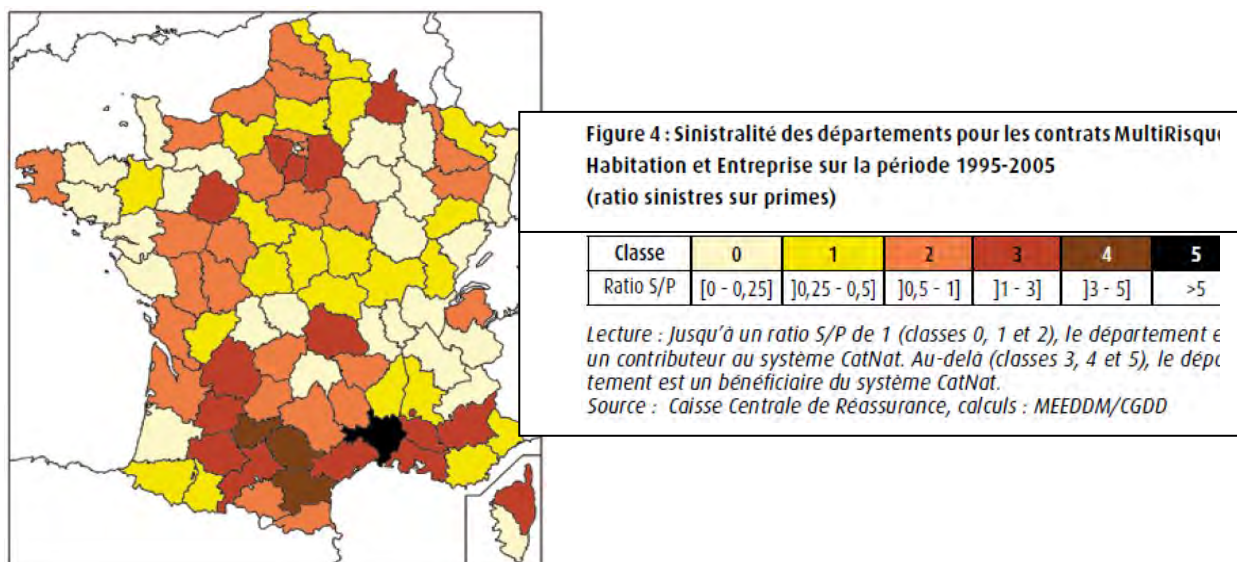 Figure 4 : Sinistralité des départements pour les contrats MultiRisque
Habitation et Entreprise sur la période 1995-2005
(ratio sinistres sur primes)
Classe 0 1 2 3 4 5
Ratio S/P [0 - 0,25] ]0,25 - 0,5] ]0,5 - 1] ]1 - 3] ]3 - 5] >5
Lecture : Jusqu'à un ratio S/P de 1 (classes 0, 1 et 2), le département e
un contributeur au système CatNat. Au-delà (classes 3, 4 et 5), le dépa
tement est un bénéficiaire du système CatNat.
Source : Caisse Centrale de Réassurance, calculs : MEEDDM/CGDD